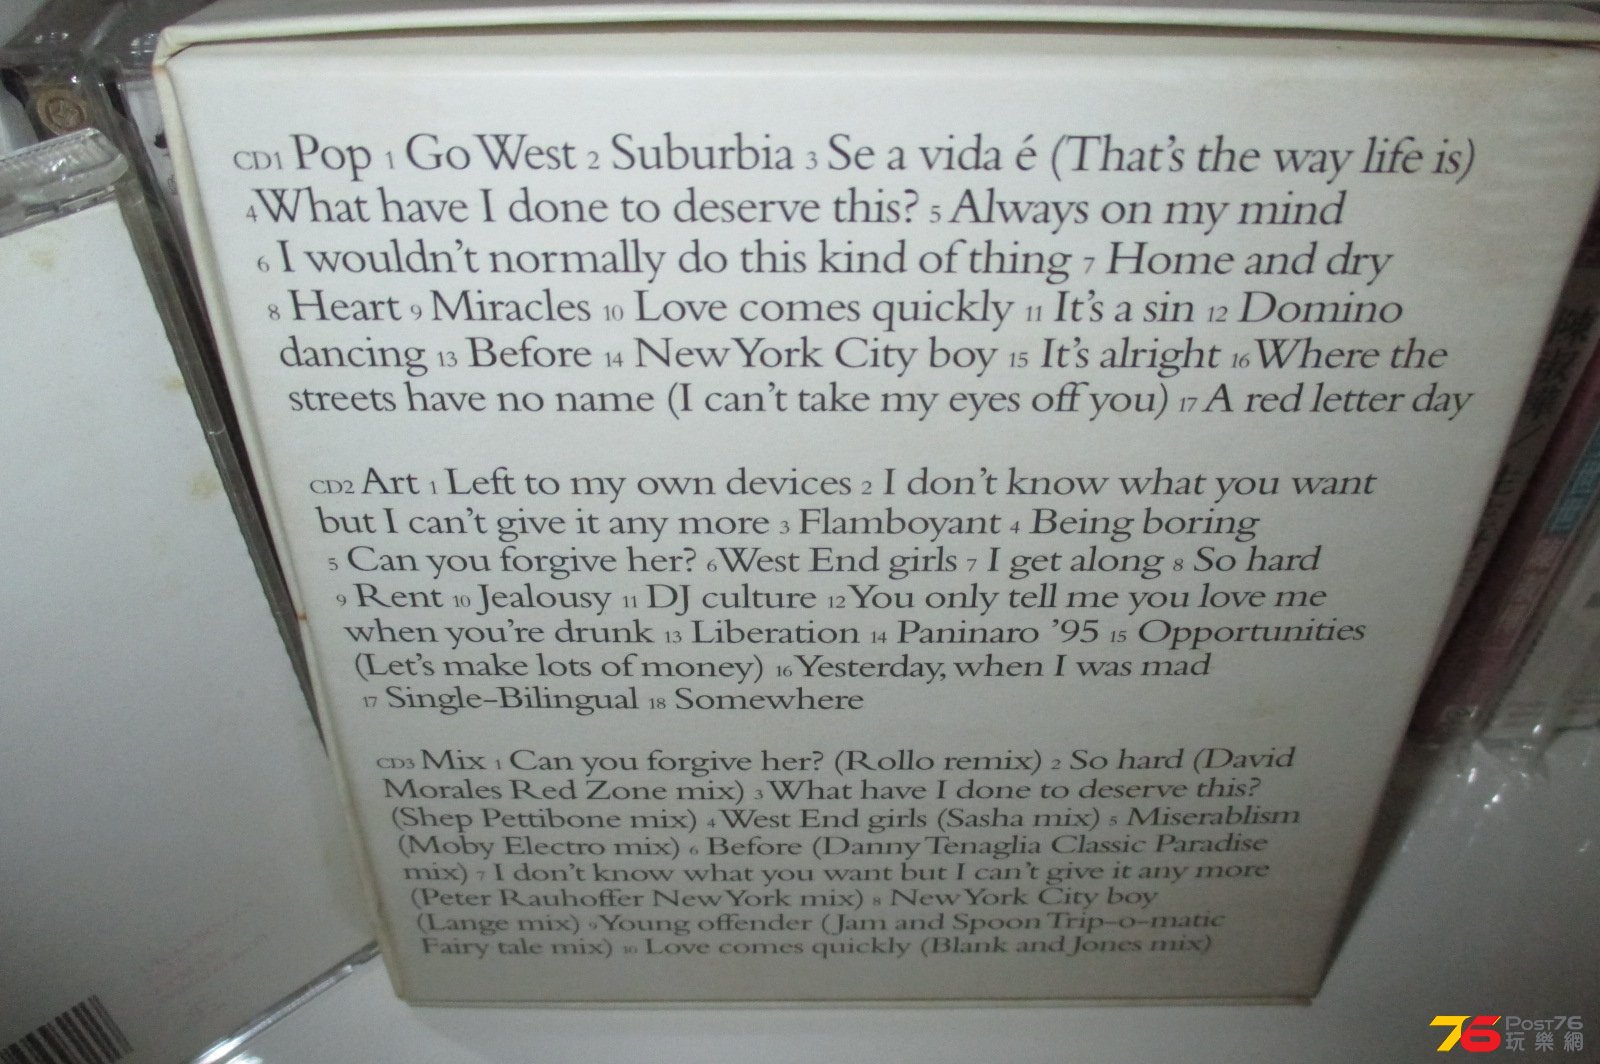 CD1 Pop 1 Go West 2 Suburbia 3 Se a vida é (That's the way life is)
4 What have I done to deserve this? 5 Always on my mind
6 I wouldn't normally do this kind of thing 7 Home and dry
8 Heart 9 Miracles 10 Love comes quickly 11 It's a sin 12 Domino
dancing 13 Before 14 New York City boy 15 It's alright 16 Where the
streets have no name (I can't take my eyes off you) 17 A red letter day
CD2 Art 1 Left to my own devices 2 I don't know what you want
but I can't give it any more 3 Flamboyant 4 Being boring
5 Can you forgive her? 6 West End girls 7 I get along 8 So hard
9 Rent 10 Jealousy 11 DJ culture 12 You only tell me you love me
when you're drunk 13 Liberation 14 Paninaro '95 15 Opportunities
(Let's make lots of money) 16 Yesterday, when I was mad
17 Single-Bilingual 18 Somewhere
CD3 Mix 1 Can you forgive her? (Rollo remix) 2 So hard (David
Morales Red Zone mix) 3 What have I done to deserve this?
(Shep Pettibone mix) 4 West End girls (Sasha mix) 5 Miserablism
(Moby Electro mix) 6 Before (Danny Tenaglia Classic Paradise
mix) 7 I don't know what you want but I can't give it any more
(Peter Rauhoffer New York mix) 8 New York City boy
(Lange mix) 9 Young offender (Jam and Spoon Trip-o-matic
Fairy tale mix) 10 Love comes quickly (Blank and Jones mix)
陳淑華
76 Post76
玩樂網